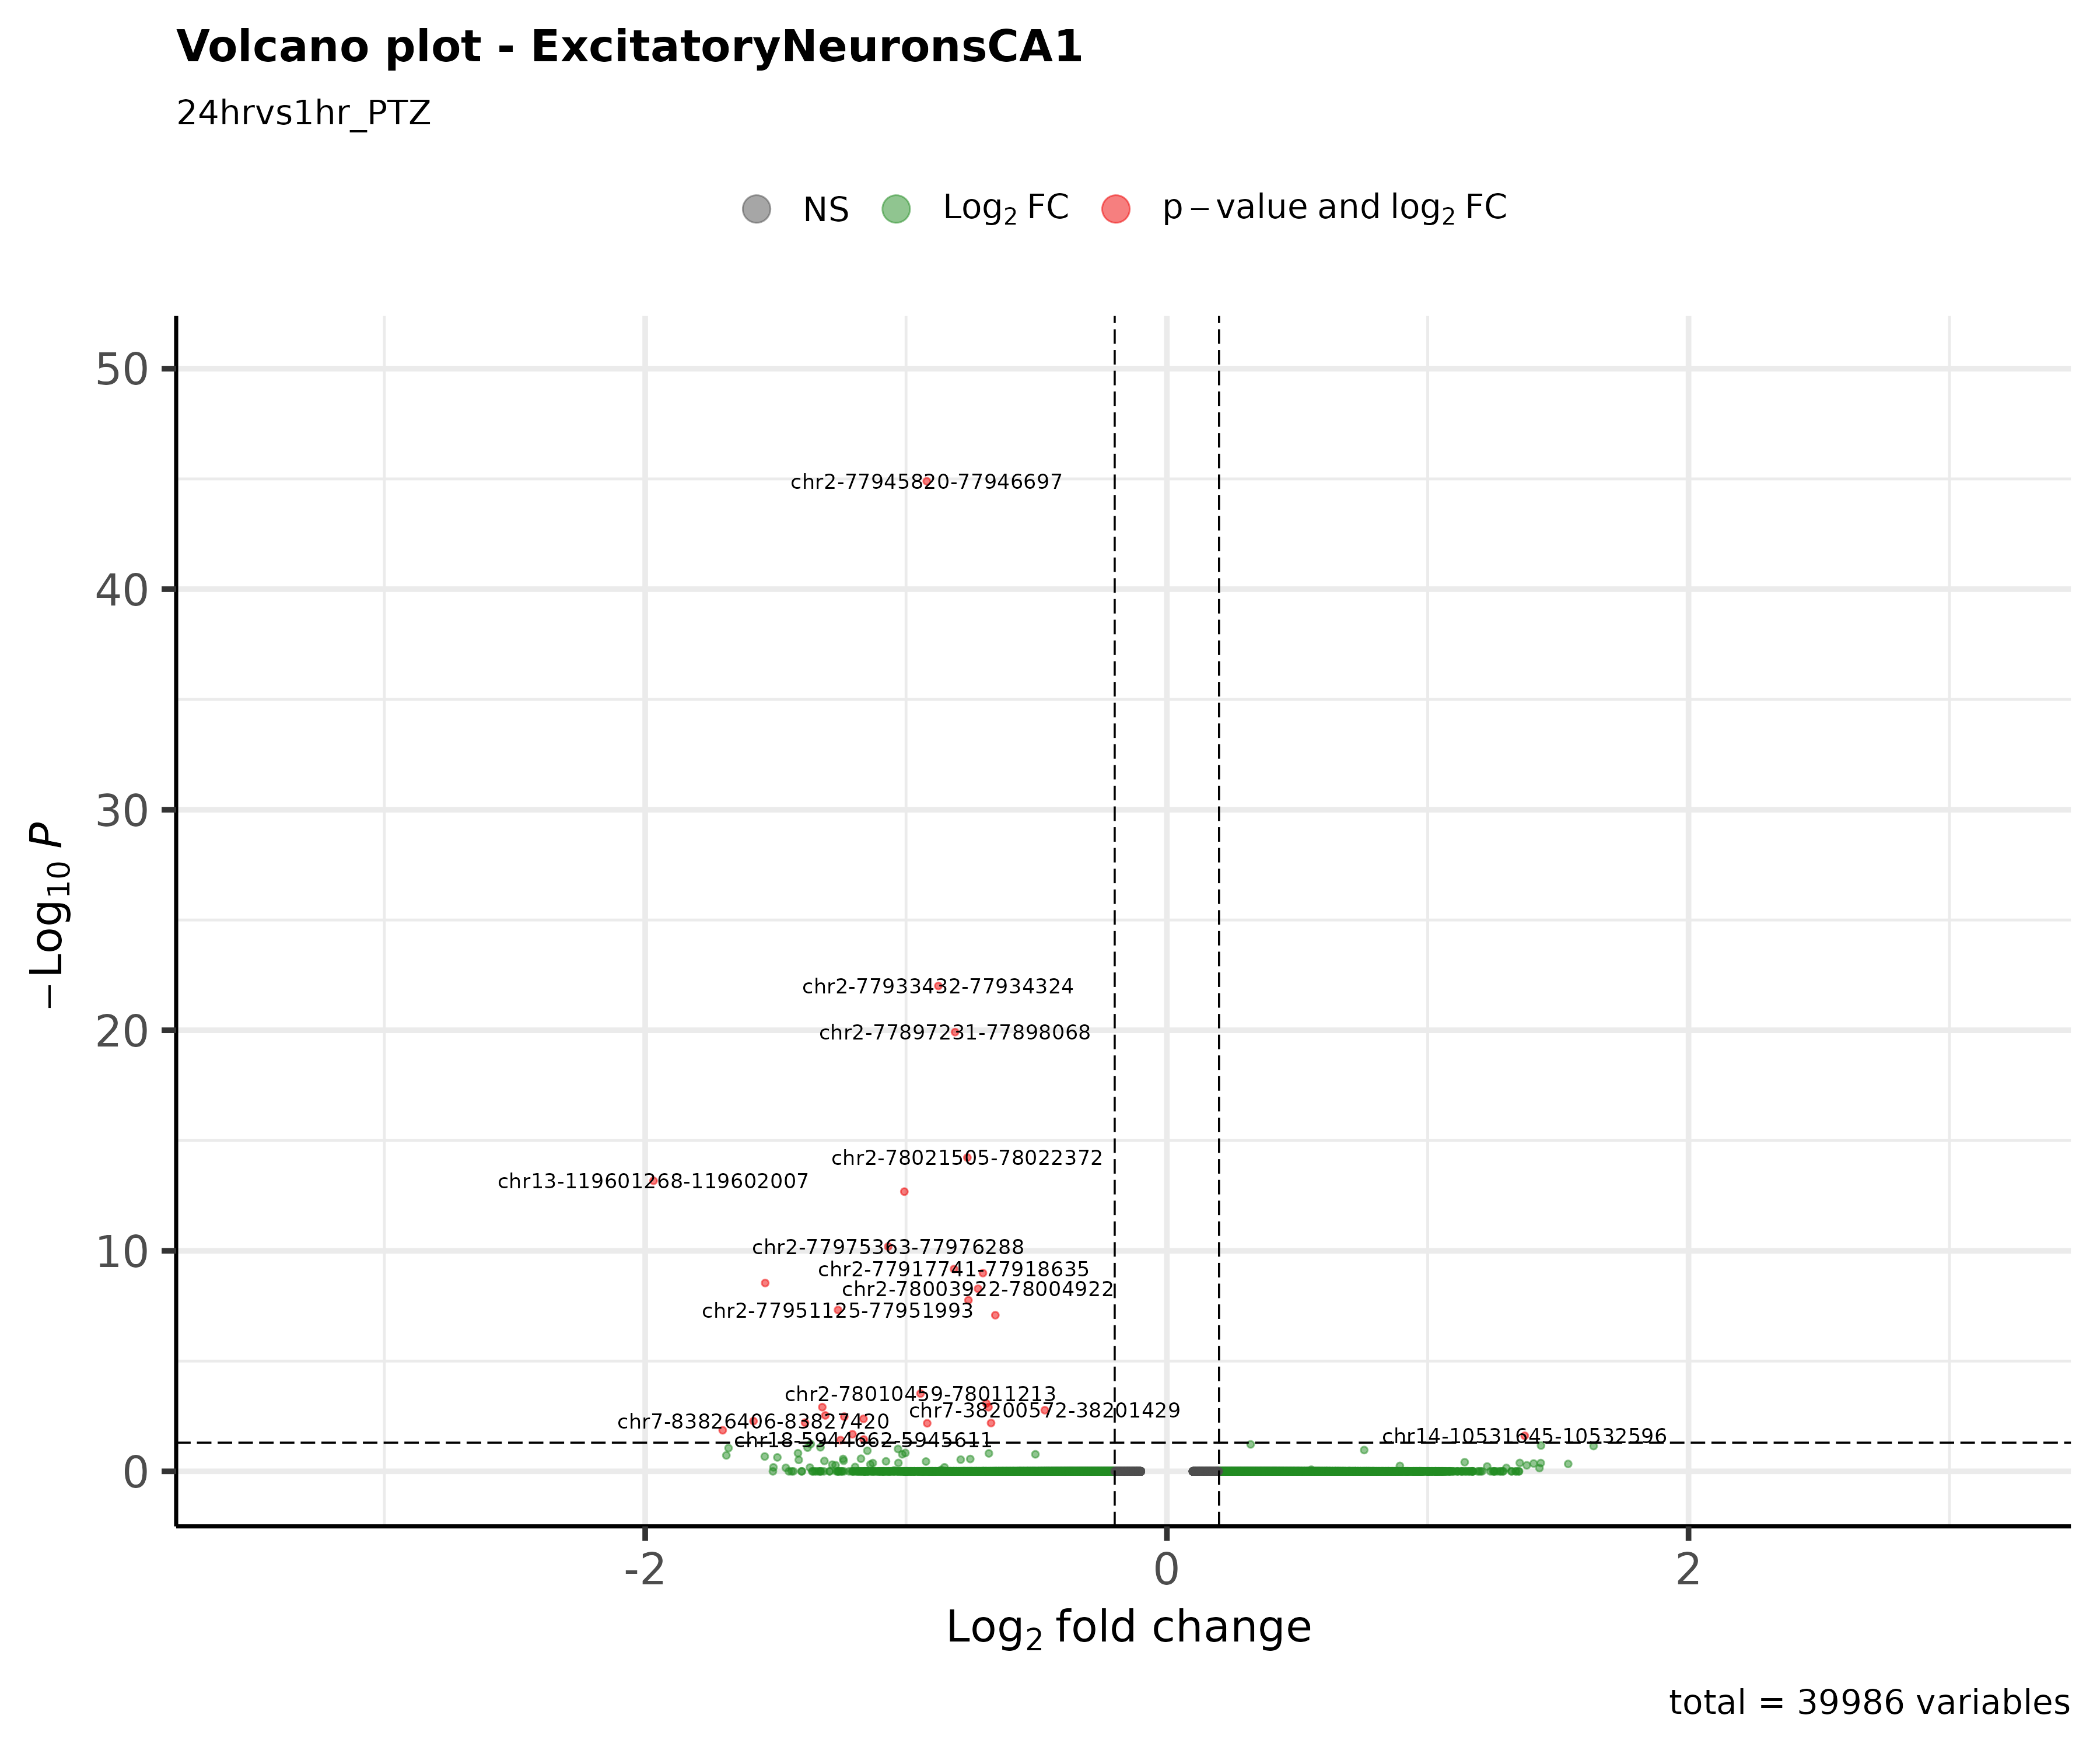 Volcano plot - ExcitatoryNeuronsCA1
24hrvs1hr_PTZ
NS
Log2 FC
p – value and log2 FC
50
40
30
20
10
0
−Log10 P
chr2-77945820-77946697
chr2-77933432-77934324
chr2-77897231-77898068
chr2-78021505-78022372
chr13-119601268-119602007
chr2-77975363-77976288
chr2-77917741-77918635
chr2-78003922-78004922
chr2-77951125-77951993
chr2-78010459-78011213
chr7-38200572-38201429
chr7-83826406-83827420
chr18-5944662-5945611
chr14-10531645-10532596
-2
0
2
Log2 fold change
total = 39986 variables